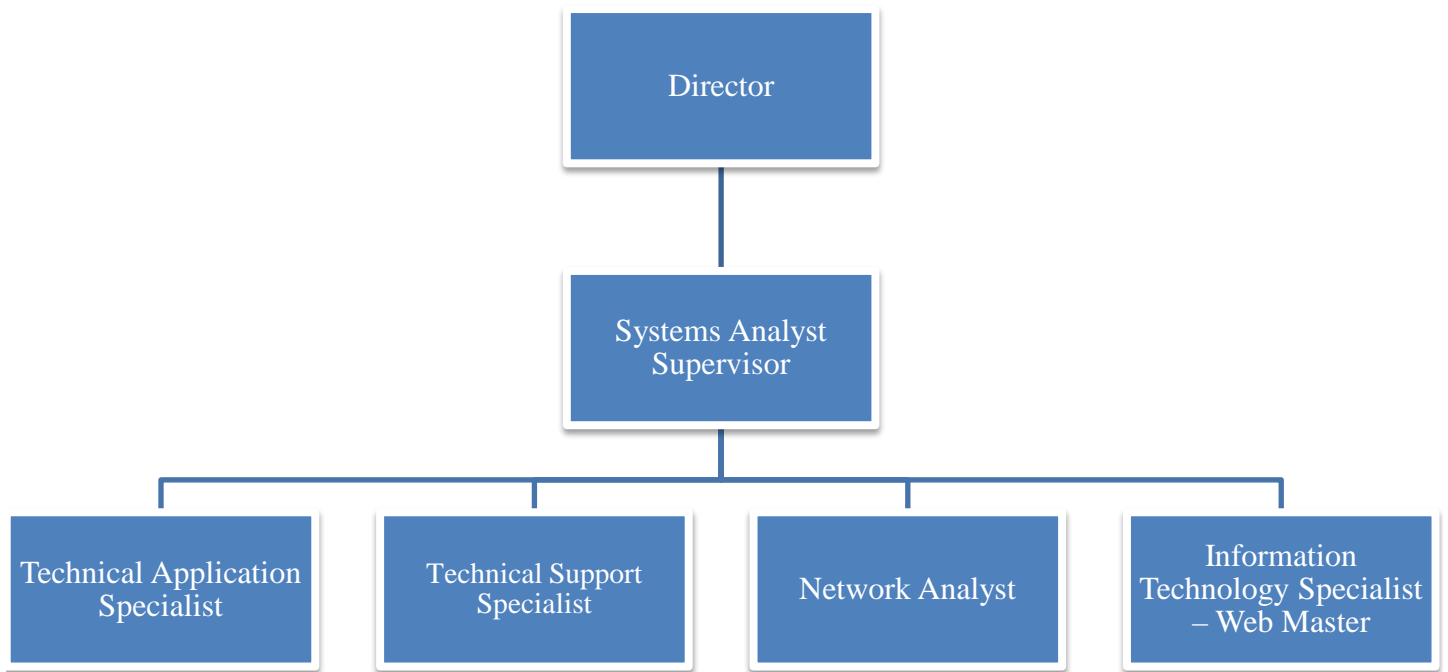 Director
Systems Analyst
Supervisor
Technical Application
Specialist
Technical Support
Specialist
Network Analyst
Information
Technology Specialist
– Web Master